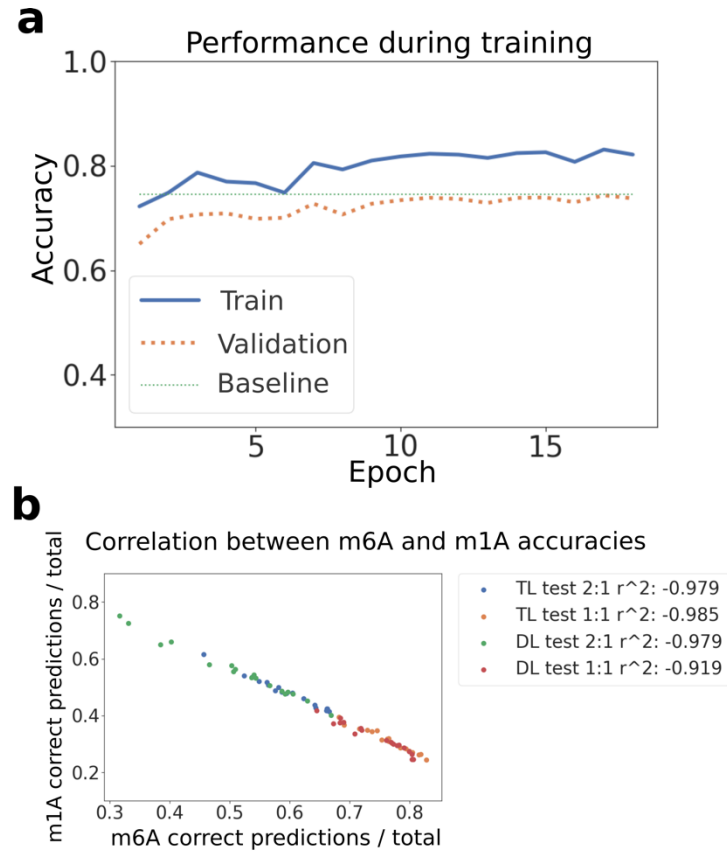 a
Performance during training
1.0
0.8
0.6
0.4
Accuracy
Train
Validation
Baseline
5
10
15
Epoch
b
Correlation between m6A and m1A accuracies
m1A correct predictions / total
0.8
0.6
0.4
0.2
0.3
0.4
0.5
0.6
0.7
0.8
m6A correct predictions / total
TL test 2:1 r^2: -0.979
TL test 1:1 r^2: -0.985
DL test 2:1 r^2: -0.979
DL test 1:1 r^2: -0.919